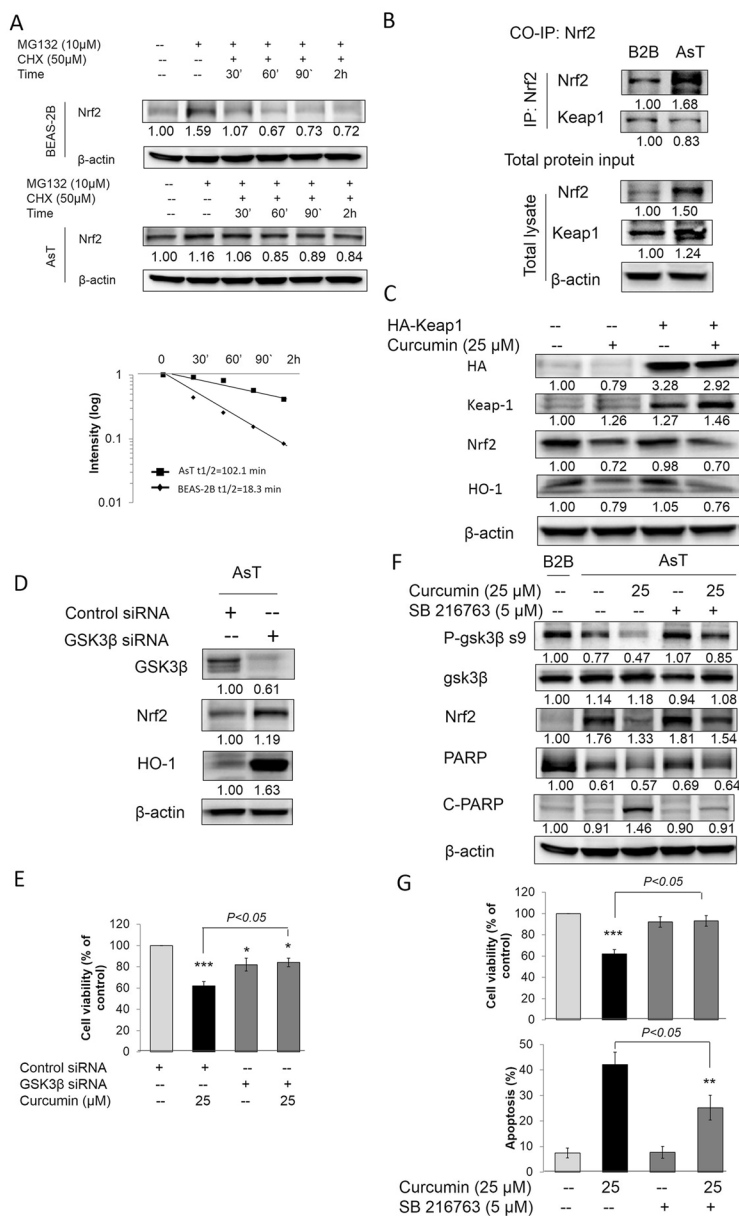 A
MG132 (10µM) -- + + + + +
CHX (50µM) -- -- + + + +
Time -- -- 30' 60' 90` 2h
BEAS-2B
Nrf2
1.00 1.59 1.07 0.67 0.73 0.72
β-actin
MG132 (10µM) -- + + + + +
CHX (50µM) -- -- + + + +
Time -- -- 30' 60' 90` 2h
AsT
Nrf2
1.00 1.16 1.06 0.85 0.89 0.84
β-actin
0 30' 60' 90` 2h
Intensity (log)
1
0.1
0.01
AsT t1/2=102.1 min
BEAS-2B t1/2=18.3 min
B
CO-IP: Nrf2
B2B AsT
IP: Nrf2
Nrf2
1.00 1.68
Keap1
1.00 0.83
Total protein input
Total lysate
Nrf2
1.00 1.50
Keap1
1.00 1.24
β-actin
C
HA-Keap1 -- -- + +
Curcumin (25 µM) -- + -- +
HA
1.00 0.79 3.28 2.92
Keap-1
1.00 1.26 1.27 1.46
Nrf2
1.00 0.72 0.98 0.70
HO-1
1.00 0.79 1.05 0.76
β-actin
D
AsT
Control siRNA + --
GSK3β siRNA -- +
GSK3β
1.00 0.61
Nrf2
1.00 1.19
HO-1
1.00 1.63
β-actin
E
P<0.05
Cell viability (% of control)
120
100
80
60
40
20
0
*** * *
Control siRNA + + -- --
GSK3β siRNA -- -- + +
Curcumin (µM) -- 25 -- 25
F
B2B AsT
Curcumin (25 µM) -- -- 25 -- 25
SB 216763 (5 µM) -- -- -- + +
P-gsk3β s9
1.00 0.77 0.47 1.07 0.85
gsk3β
1.00 1.14 1.18 0.94 1.08
Nrf2
1.00 1.76 1.33 1.81 1.54
PARP
1.00 0.61 0.57 0.69 0.64
C-PARP
1.00 0.91 1.46 0.90 0.91
β-actin
G
P<0.05
Cell viability (% of control)
120
100
80
60
40
20
0
***
P<0.05
Apoptosis (%)
50
40
30
20
10
0
**
Curcumin (25 µM) -- 25 -- 25
SB 216763 (5 µM) -- -- + +